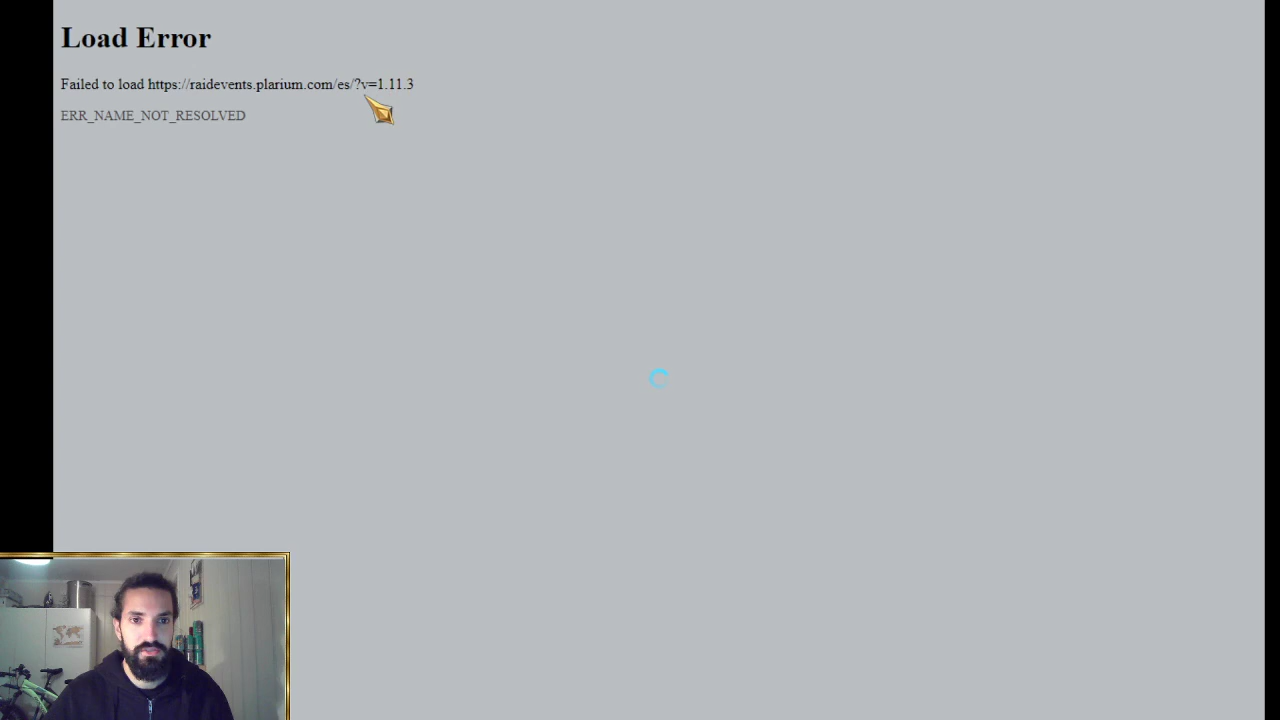 Load Error
Failed to load https://raidevents.plarium.com/es/?v=1.11.3
ERR_NAME_NOT_RESOLVED